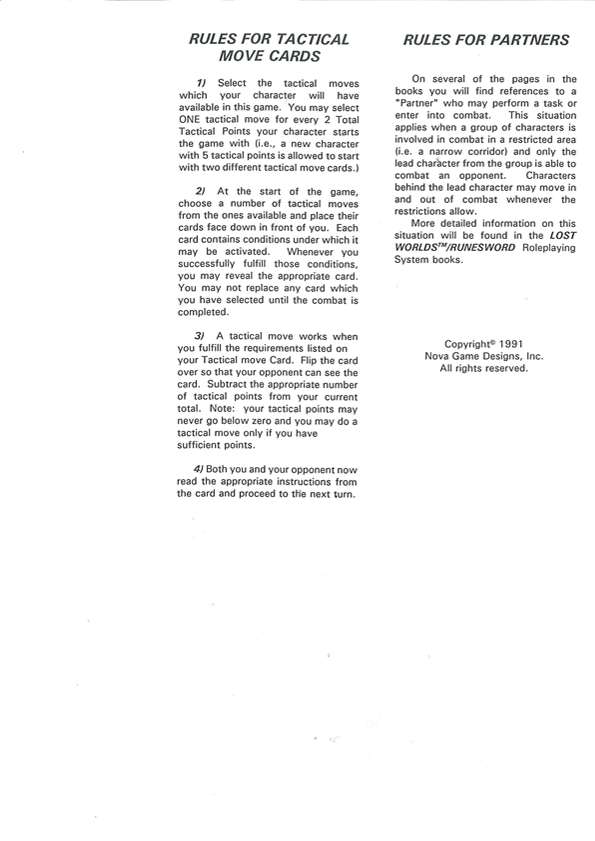 RULES FOR TACTICAL
MOVE CARDS
1) Select the tactical moves
which your character will have
available in this game. You may select
ONE tactical move for every 2 Total
Tactical Points your character starts
the game with (i.e., a new character
with 5 tactical points is allowed to start
with two different tactical move cards.)
2) At the start of the game,
choose a number of tactical moves
from the ones available and place their
cards face down in front of you. Each
card contains conditions under which it
may be activated. Whenever you
successfully fulfill those conditions,
you may reveal the appropriate card.
You may not replace any card which
you have selected until the combat is
completed.
3) A tactical move works when
you fulfill the requirements listed on
your Tactical move Card. Flip the card
over so that your opponent can see the
card. Subtract the appropriate number
of tactical points from your current
total. Note: your tactical points may
never go below zero and you may do a
tactical move only if you have
sufficient points.
4) Both you and your opponent now
read the appropriate instructions from
the card and proceed to the next turn.
RULES FOR PARTNERS
On several of the pages in the
books you will find references to a
"Partner" who may perform a task or
enter into combat. This situation
applies when a group of characters is
involved in combat in a restricted area
(i.e. a narrow corridor) and only the
lead character from the group is able to
combat an opponent. Characters
behind the lead character may move in
and out of combat whenever the
restrictions allow.
More detailed information on this
situation will be found in the LOST
WORLDS™/RUNESWORD Roleplaying
System books.
Copyright© 1991
Nova Game Designs, Inc.
All rights reserved.